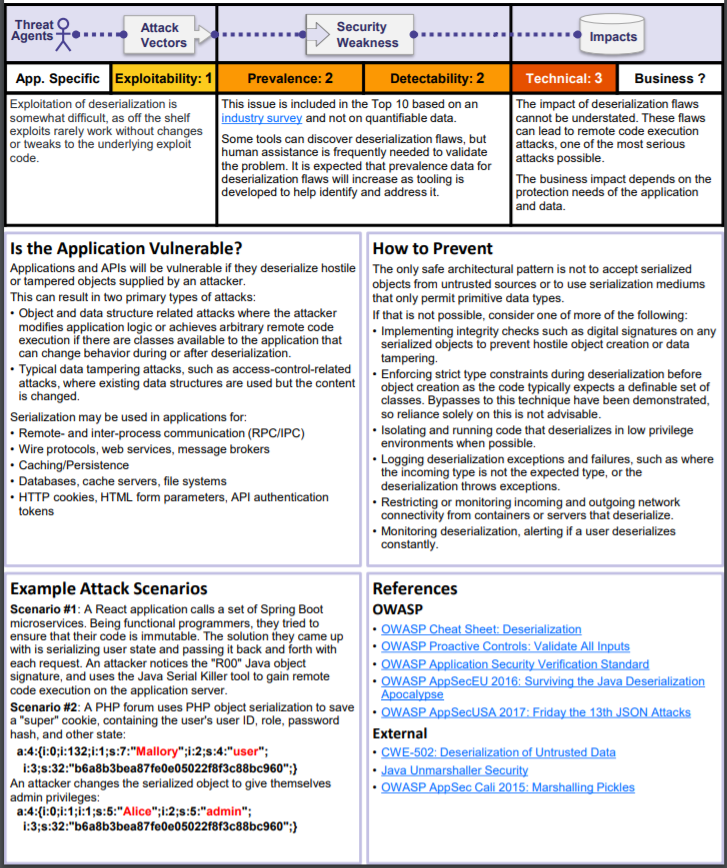 Threat
Agents
Attack
Vectors
Security
Weakness
Impacts
App. Specific
Exploitability: 1
Prevalence: 2
Detectability: 2
Technical: 3
Business ?
Exploitation of deserialization is
somewhat difficult, as off the shelf
exploits rarely work without changes
or tweaks to the underlying exploit
code.
This issue is included in the Top 10 based on an
industry survey and not on quantifiable data.
Some tools can discover deserialization flaws, but
human assistance is frequently needed to validate
the problem. It is expected that prevalence data for
deserialization flaws will increase as tooling is
developed to help identify and address it.
The impact of deserialization flaws
cannot be understated. These flaws
can lead to remote code execution
attacks, one of the most serious
attacks possible.
The business impact depends on the
protection needs of the application
and data.
Is the Application Vulnerable?
Applications and APIs will be vulnerable if they deserialize hostile
or tampered objects supplied by an attacker.
This can result in two primary types of attacks:
• Object and data structure related attacks where the attacker
modifies application logic or achieves arbitrary remote code
execution if there are classes available to the application that
can change behavior during or after deserialization.
• Typical data tampering attacks, such as access-control-related
attacks, where existing data structures are used but the content
is changed.
Serialization may be used in applications for:
• Remote- and inter-process communication (RPC/IPC)
• Wire protocols, web services, message brokers
• Caching/Persistence
• Databases, cache servers, file systems
• HTTP cookies, HTML form parameters, API authentication
tokens
How to Prevent
The only safe architectural pattern is not to accept serialized
objects from untrusted sources or to use serialization mediums
that only permit primitive data types.
If that is not possible, consider one of more of the following:
• Implementing integrity checks such as digital signatures on any
serialized objects to prevent hostile object creation or data
tampering.
• Enforcing strict type constraints during deserialization before
object creation as the code typically expects a definable set of
classes. Bypasses to this technique have been demonstrated,
so reliance solely on this is not advisable.
• Isolating and running code that deserializes in low privilege
environments when possible.
• Logging deserialization exceptions and failures, such as where
the incoming type is not the expected type, or the
deserialization throws exceptions.
• Restricting or monitoring incoming and outgoing network
connectivity from containers or servers that deserialize.
• Monitoring deserialization, alerting if a user deserializes
constantly.
Example Attack Scenarios
Scenario #1: A React application calls a set of Spring Boot
microservices. Being functional programmers, they tried to
ensure that their code is immutable. The solution they came up
with is serializing user state and passing it back and forth with
each request. An attacker notices the "R00" Java object
signature, and uses the Java Serial Killer tool to gain remote
code execution on the application server.
Scenario #2: A PHP forum uses PHP object serialization to save
a "super" cookie, containing the user's user ID, role, password
hash, and other state:
a:4:{i:0;i:132;i:1;s:7:"Mallory";i:2;s:4:"user";
i:3;s:32:"b6a8b3bea87fe0e05022f8f3c88bc960";}
An attacker changes the serialized object to give themselves
admin privileges:
a:4:{i:0;i:1;i:1;s:5:"Alice";i:2;s:5:"admin";
i:3;s:32:"b6a8b3bea87fe0e05022f8f3c88bc960";}
References
OWASP
• OWASP Cheat Sheet: Deserialization
• OWASP Proactive Controls: Validate All Inputs
• OWASP Application Security Verification Standard
• OWASP AppSecEU 2016: Surviving the Java Deserialization
Apocalypse
• OWASP AppSecUSA 2017: Friday the 13th JSON Attacks
External
• CWE-502: Deserialization of Untrusted Data
• Java Unmarshaller Security
• OWASP AppSec Cali 2015: Marshalling Pickles